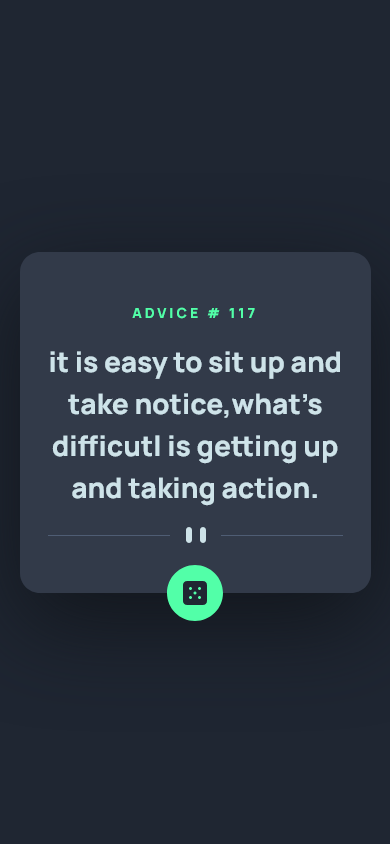 ADVICE # 117
it is easy to sit up and
take notice,what's
difficutl is getting up
and taking action.